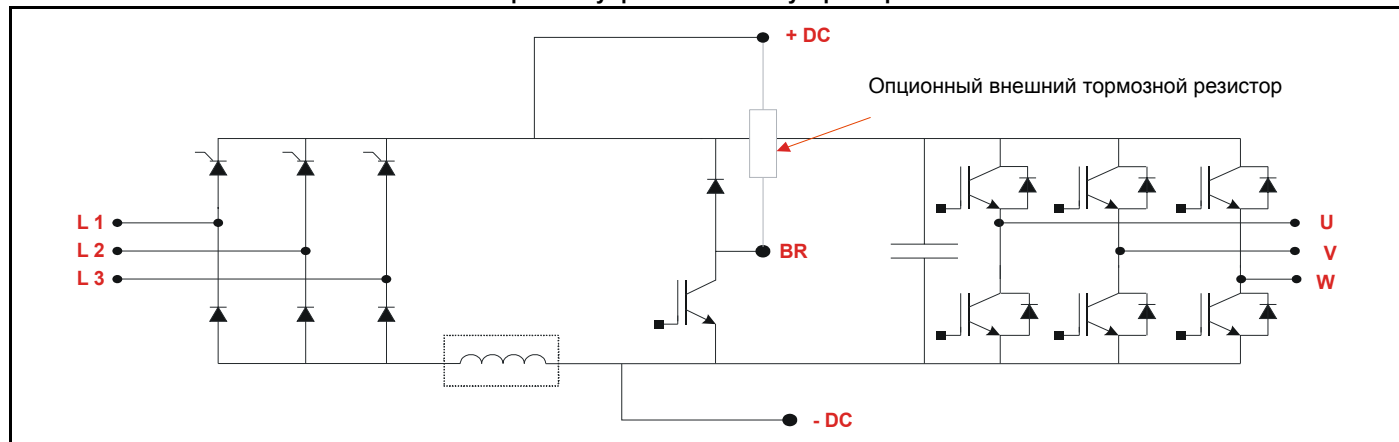 + DC
Опционный внешний тормозной резистор
L 1
L 2
L 3
BR
U
V
W
- DC